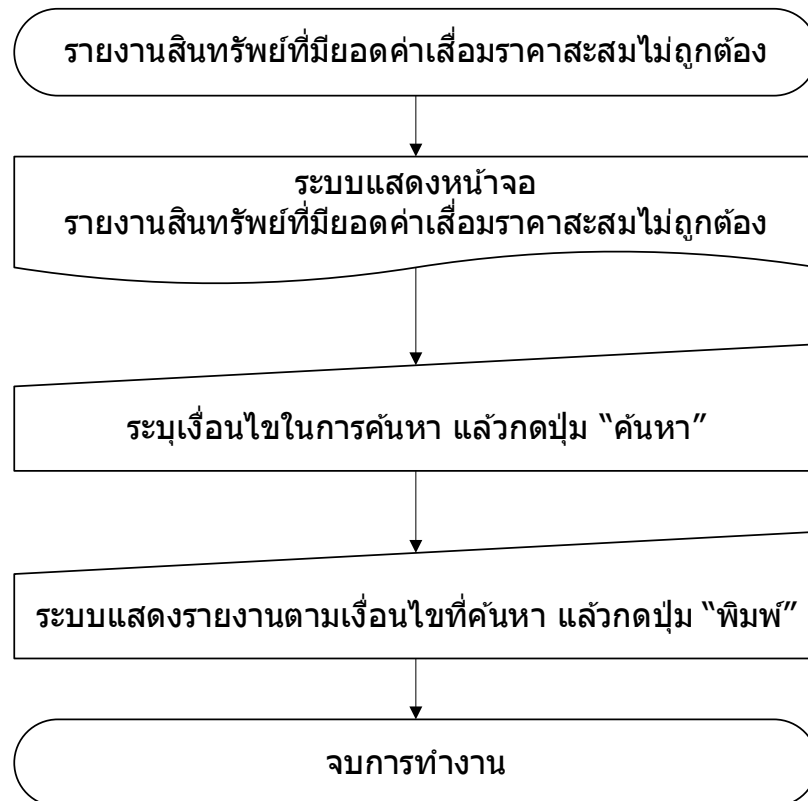 รายงานสินทรัพย์ที่มียอดค่าเสื่อมราคาสะสมไม่ถูกต้อง
ระบบแสดงหน้าจอ
รายงานสินทรัพย์ที่มียอดค่าเสื่อมราคาสะสมไม่ถูกต้อง
ระบุเงื่อนไขในการค้นหา แล้วกดปุ่ม “ค้นหา”
ระบบแสดงรายงานตามเงื่อนไขที่ค้นหา แล้วกดปุ่ม “พิมพ์”
จบการทำงาน